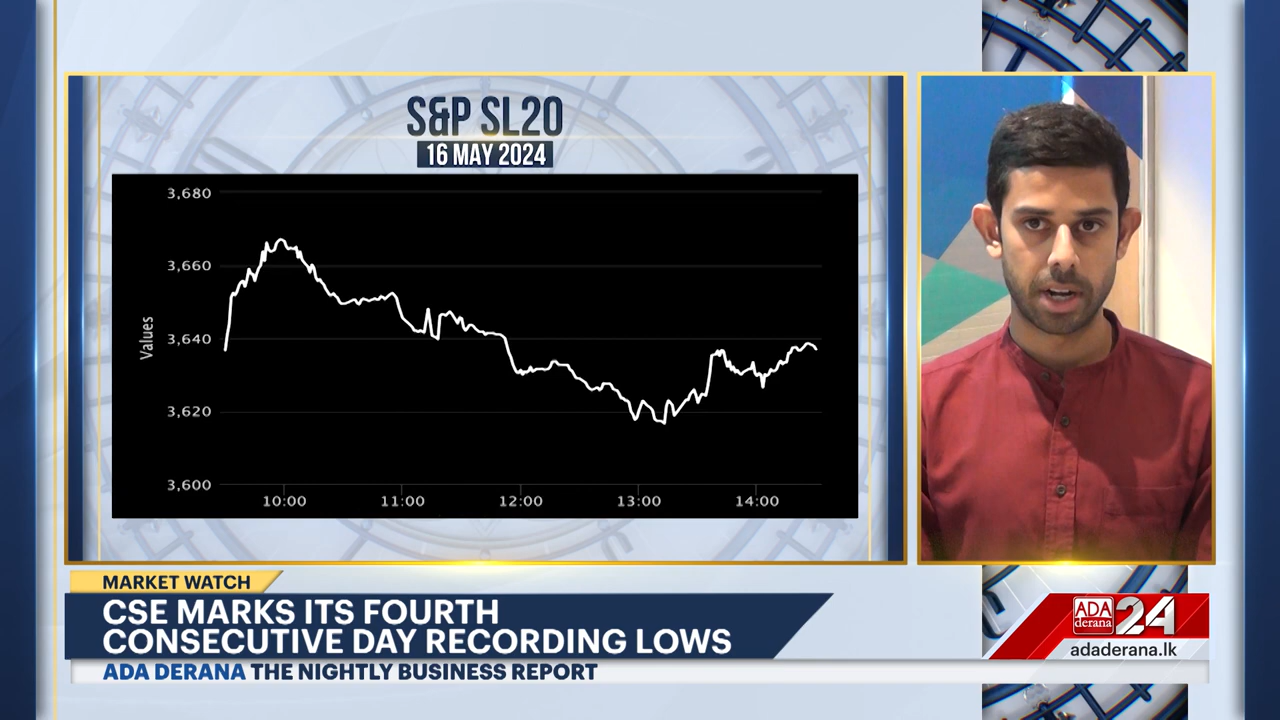 S&P SL20
16 MAY 2024
3,680
3,660
3,640
3,620
3,600
Values
10:00
11:00
12:00
13:00
14:00
MARKET WATCH
CSE MARKS ITS FOURTH
CONSECUTIVE DAY RECORDING LOWS
ADA DERANA THE NIGHTLY BUSINESS REPORT
ADA
derana
24
adaderana.lk